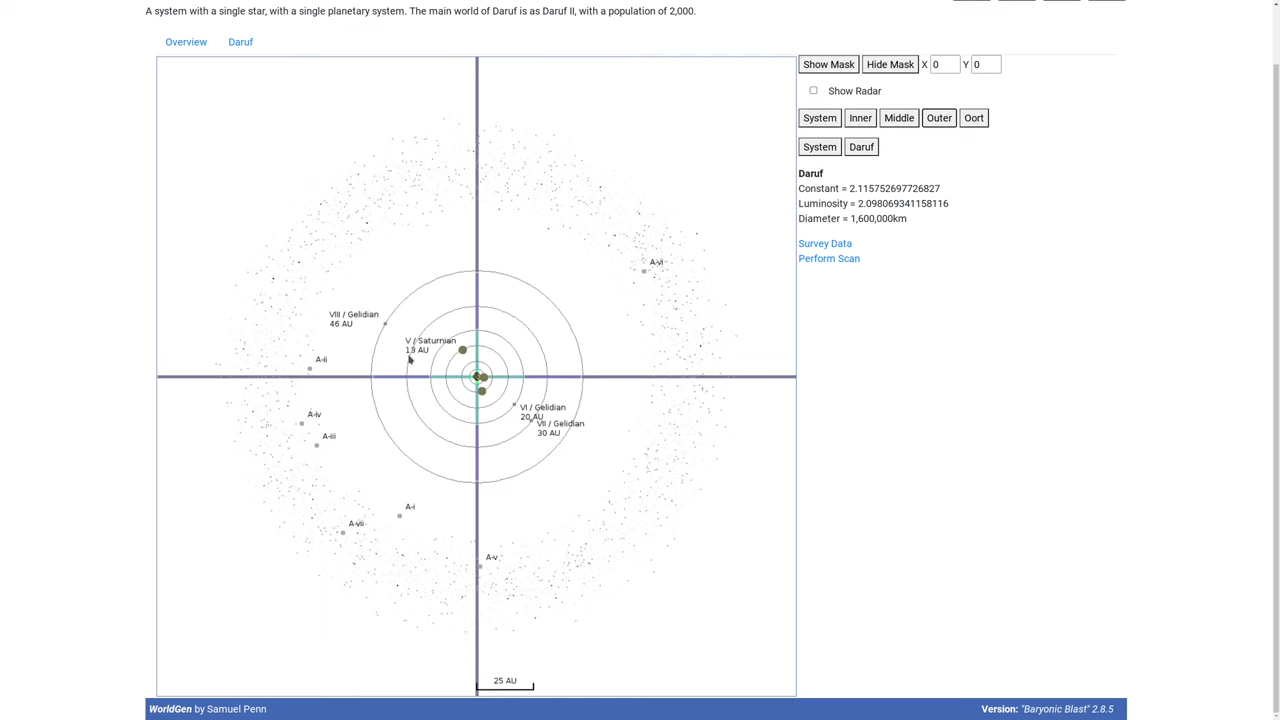 A system with a single star, with a single planetary system. The main world of Daruf is as Daruf II, with a population of 2,000.
Overview Daruf
Show Mask Hide Mask X 0 Y 0
Show Radar
System Inner Middle Outer Oort
System Daruf
Daruf
Constant = 2.115752697726827
Luminosity = 2.098069341158116
Diameter = 1,600,000km
Survey Data
Perform Scan
A-vi
VIII / Gelidian
46 AU
V / Saturnian
13 AU
A-ii
VI / Gelidian
20 AU
VII / Gelidian
30 AU
A-iv
A-iii
A-i
A-vii
A-v
25 AU
WorldGen by Samuel Penn
Version: "Baryonic Blast" 2.8.5